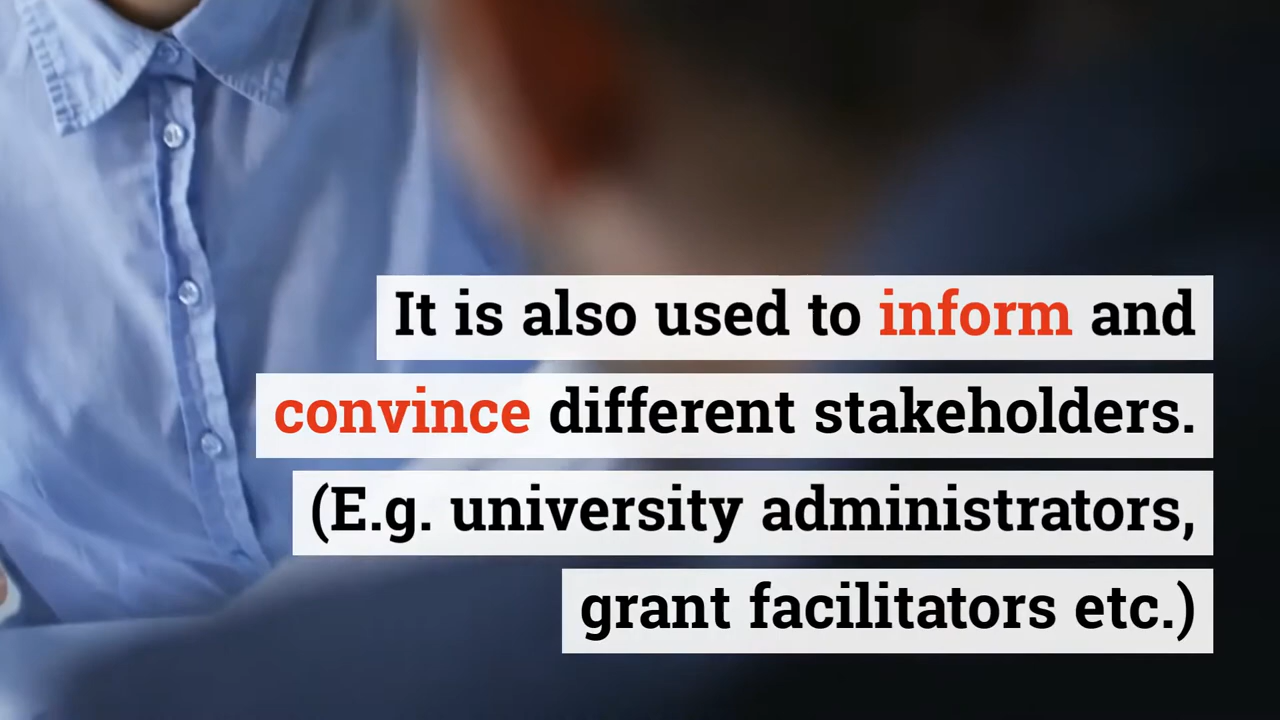 It is also used to inform and
convince different stakeholders.
(E.g. university administrators,
grant facilitators etc.)